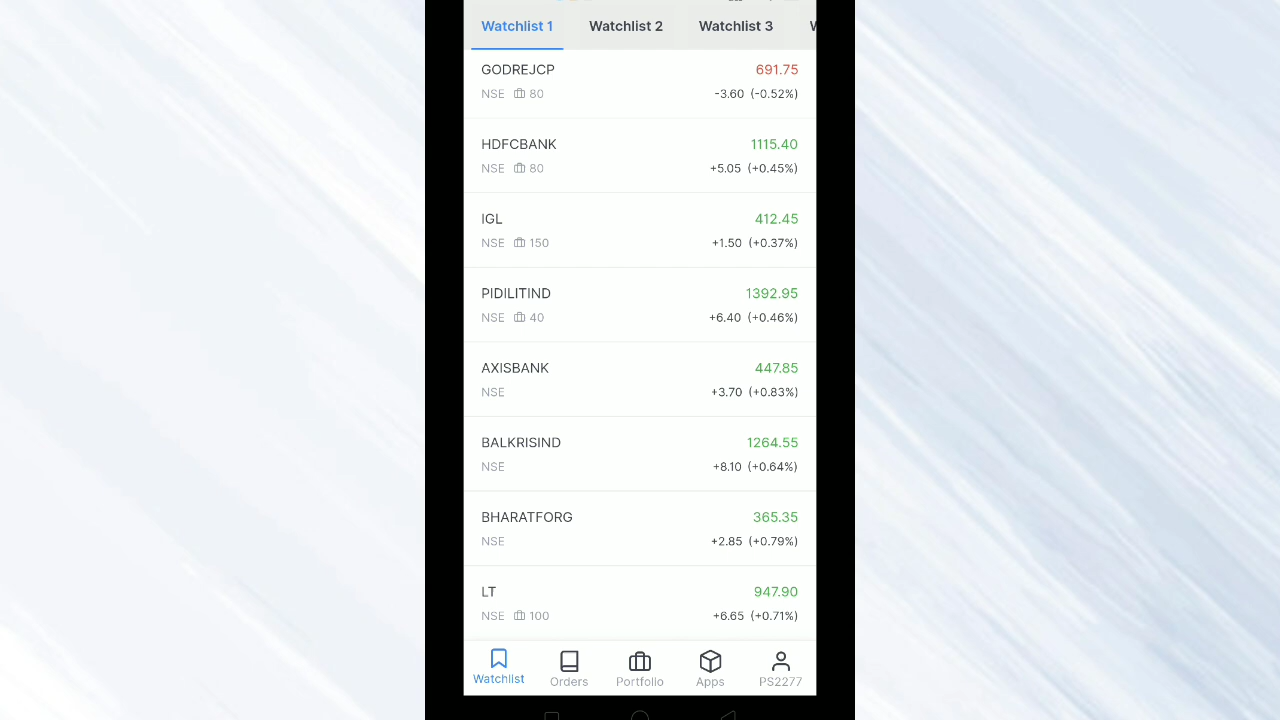 Watchlist 1 Watchlist 2 Watchlist 3
GODREJCP 691.75
NSE 80 -3.60 (-0.52%)
HDFCBANK 1115.40
NSE 80 +5.05 (+0.45%)
IGL 412.45
NSE 150 +1.50 (+0.37%)
PIDILITIND 1392.95
NSE 40 +6.40 (+0.46%)
AXISBANK 447.85
NSE +3.70 (+0.83%)
BALKRISIND 1264.55
NSE +8.10 (+0.64%)
BHARATFORG 365.35
NSE +2.85 (+0.79%)
LT 947.90
NSE 100 +6.65 (+0.71%)
Watchlist Orders Portfolio Apps PS2277